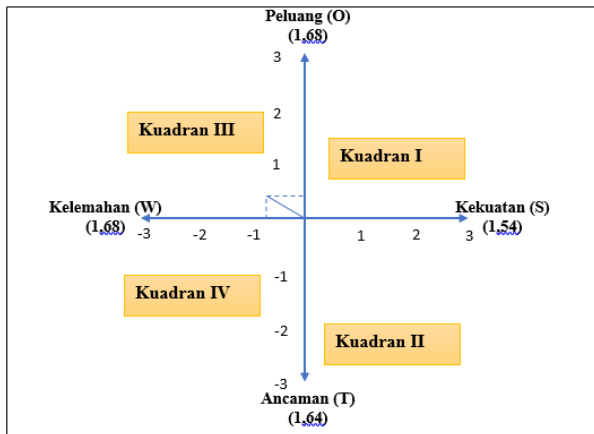 Peluang (O)
(1,68)
3
2
Kuadran III
Kuadran I
1
Kelemahan (W)
(1,68)
Kekuatan (S)
(1,54)
-3 -2 -1 1 2 3
-1
Kuadran IV
-2
Kuadran II
-3
Ancaman (T)
(1,64)